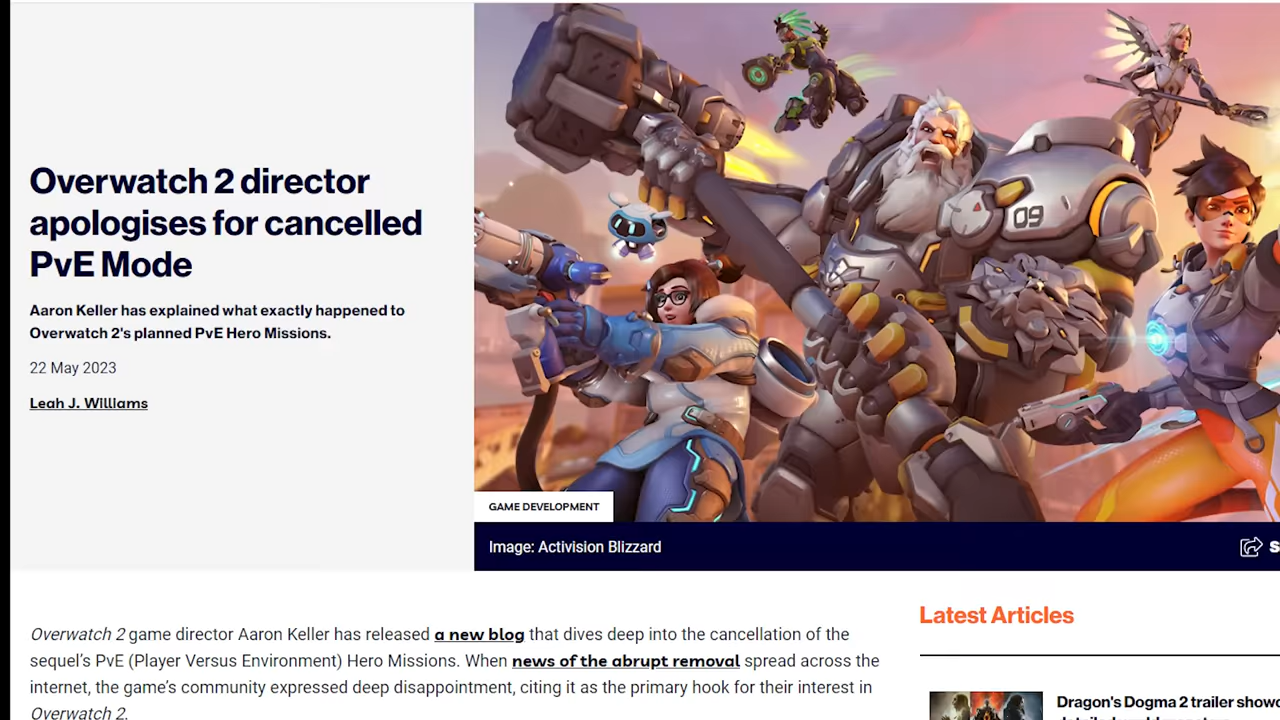 Overwatch 2 director
apologises for cancelled
PvE Mode
Aaron Keller has explained what exactly happened to
Overwatch 2's planned PvE Hero Missions.
22 May 2023
Leah J. Williams
09
GAME DEVELOPMENT
Image: Activision Blizzard
S
Overwatch 2 game director Aaron Keller has released a new blog that dives deep into the cancellation of the
sequel’s PvE (Player Versus Environment) Hero Missions. When news of the abrupt removal spread across the
internet, the game’s community expressed deep disappointment, citing it as the primary hook for their interest in
Overwatch 2.
Latest Articles
Dragon's Dogma 2 trailer show